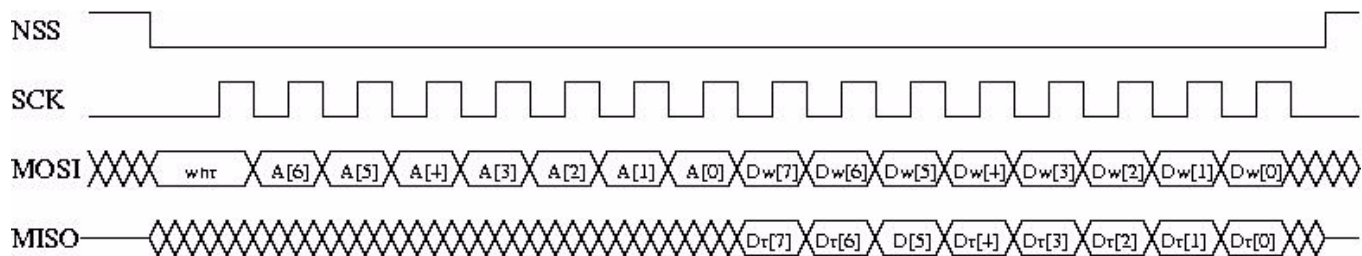 NSS
SCK
MOSI wnr A[6] A[5] A[4] A[3] A[2] A[1] A[0] Dw[7] Dw[6] Dw[5] Dw[4] Dw[3] Dw[2] Dw[1] Dw[0]
MISO Dr[7] Dr[6] D[5] Dr[4] Dr[3] Dr[2] Dr[1] Dr[0]